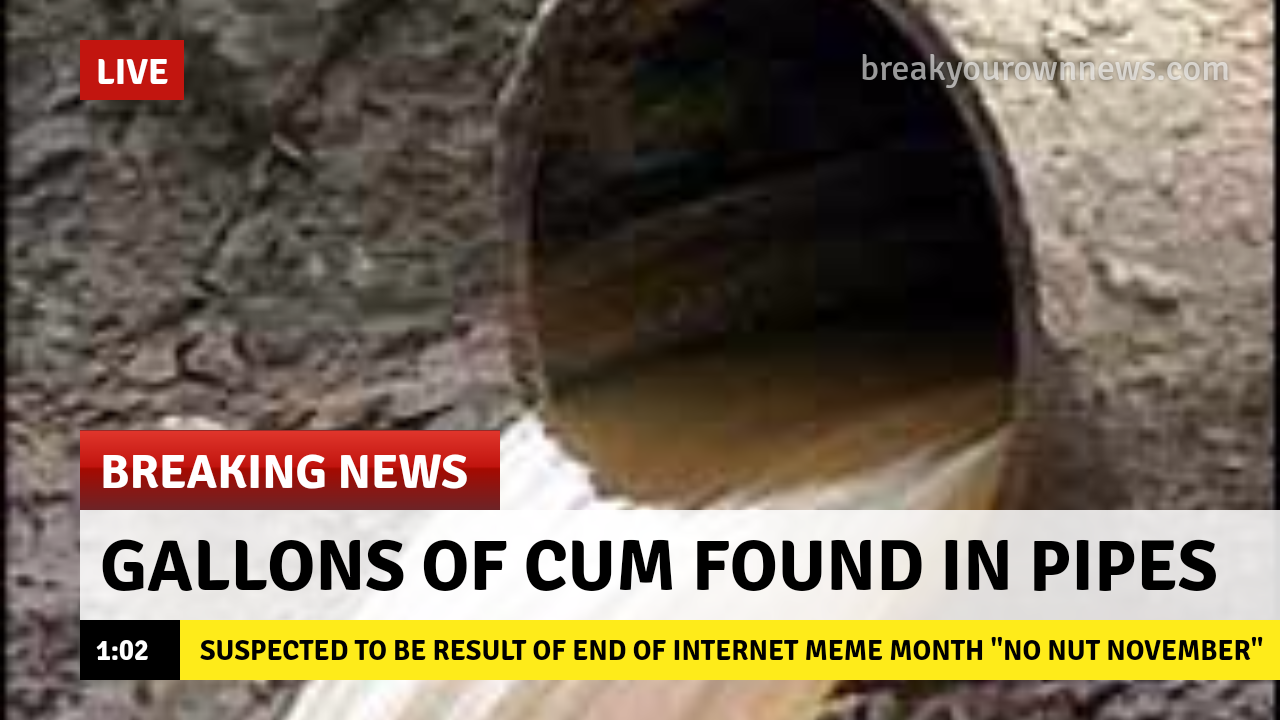 LIVE
breakyourownnews.com
BREAKING NEWS
GALLONS OF CUM FOUND IN PIPES
1:02
SUSPECTED TO BE RESULT OF END OF INTERNET MEME MONTH "NO NUT NOVEMBER"